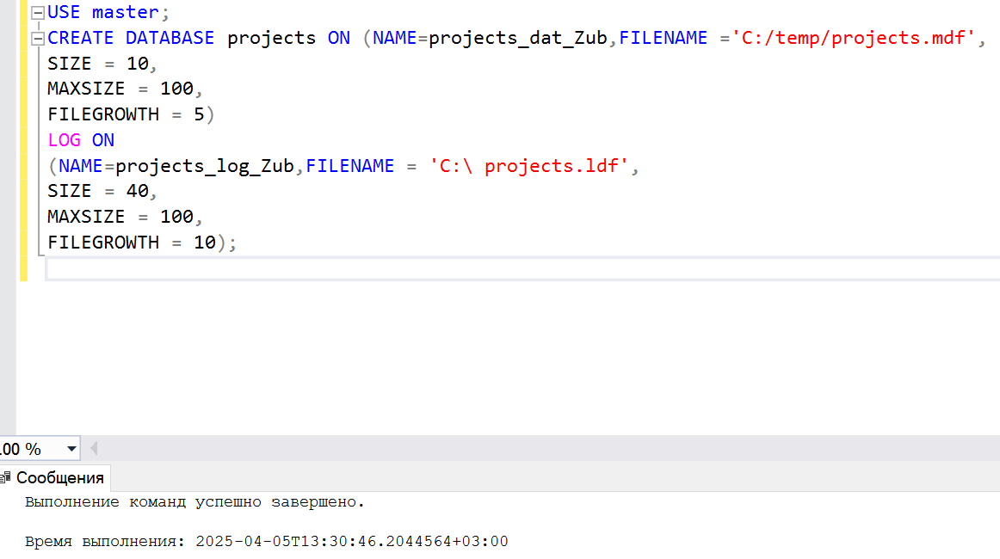 USE master;
CREATE DATABASE projects ON (NAME=projects_dat_Zub,FILENAME ='C:/temp/projects.mdf',
SIZE = 10,
MAXSIZE = 100,
FILEGROWTH = 5)
LOG ON
(NAME=projects_log_Zub,FILENAME = 'C:\ projects.ldf',
SIZE = 40,
MAXSIZE = 100,
FILEGROWTH = 10);
.00 %
Сообщения
Выполнение команд успешно завершено.
Время выполнения: 2025-04-05T13:30:46.2044564+03:00